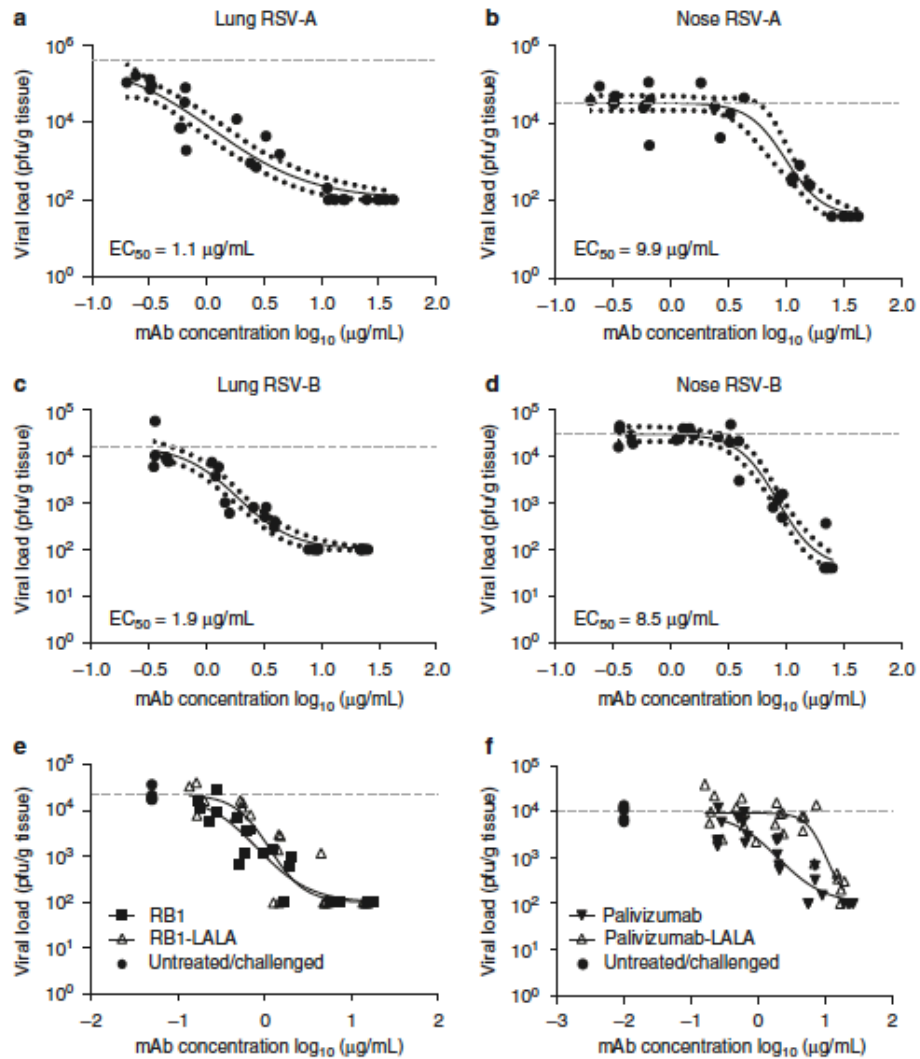 a
Lung RSV-A
Viral load (pfu/g tissue)
10^6
10^4
10^2
10^0
EC50 = 1.1 µg/mL
−1.0 −0.5 0.0 0.5 1.0 1.5 2.0
mAb concentration log10 (µg/mL)
b
Nose RSV-A
Viral load (pfu/g tissue)
10^6
10^4
10^2
10^0
EC50 = 9.9 µg/mL
−1.0 −0.5 0.0 0.5 1.0 1.5 2.0
mAb concentration log10 (µg/mL)
c
Lung RSV-B
Viral load (pfu/g tissue)
10^5
10^4
10^3
10^2
10^1
10^0
EC50 = 1.9 µg/mL
−1.0 −0.5 0.0 0.5 1.0 1.5 2.0
mAb concentration log10 (µg/mL)
d
Nose RSV-B
Viral load (pfu/g tissue)
10^5
10^4
10^3
10^2
10^1
10^0
EC50 = 8.5 µg/mL
−1.0 −0.5 0.0 0.5 1.0 1.5 2.0
mAb concentration log10 (µg/mL)
e
Viral load (pfu/g tissue)
10^5
10^4
10^3
10^2
10^1
10^0
RB1
RB1-LALA
Untreated/challenged
−2 −1 0 1 2
mAb concentration log10 (µg/mL)
f
Viral load (pfu/g tissue)
10^5
10^4
10^3
10^2
10^1
10^0
Palivizumab
Palivizumab-LALA
Untreated/challenged
−3 −2 −1 0 1 2
mAb concentration log10 (µg/mL)